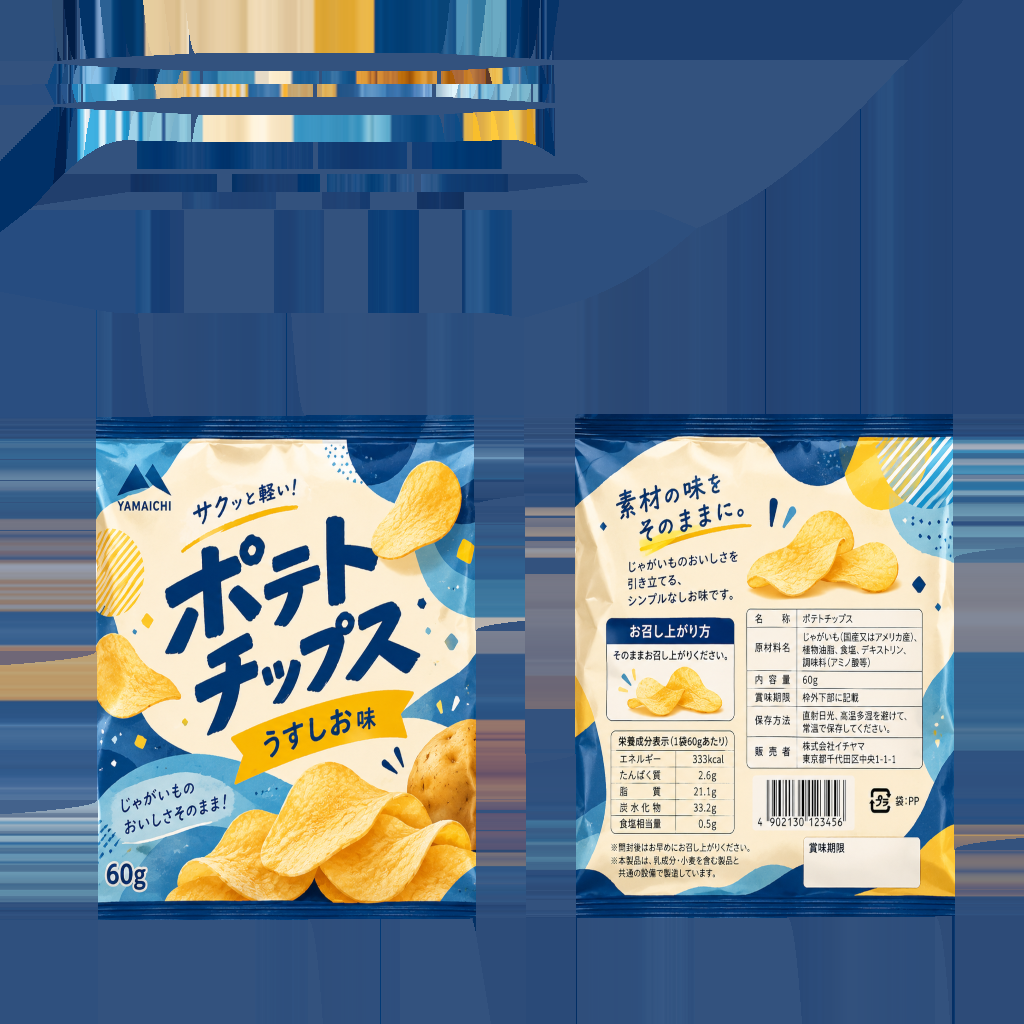 YAMAICHI
サクッと軽い!
ポテト
チップス
うすしお味
じゃがいもの
おいしさそのまま!
60g
素材の味を
そのままに。
じゃがいものおいしさを
引き立てる、
シンプルなしお味です。
お召し上がり方
そのままお召し上がりください。
名 称 ポテトチップス
原材料名 じゃがいも(国産又はアメリカ産)、
植物油脂、食塩、デキストリン、
調味料(アミノ酸等)
内容量 60g
賞味期限 枠外下部に記載
保存方法 直射日光、高温多湿を避けて、
常温で保存してください。
販売者 株式会社イチヤマ
東京都千代田区中央1-1-1
栄養成分表示(1袋60gあたり)
エネルギー 333kcal
たんぱく質 2.6g
脂 質 21.1g
炭水化物 33.2g
食塩相当量 0.5g
4 902130 123456
プラ
袋:PP
※開封後はお早めにお召し上がりください。
※本製品は、乳成分・小麦を含む製品と
共通の設備で製造しています。
賞味期限